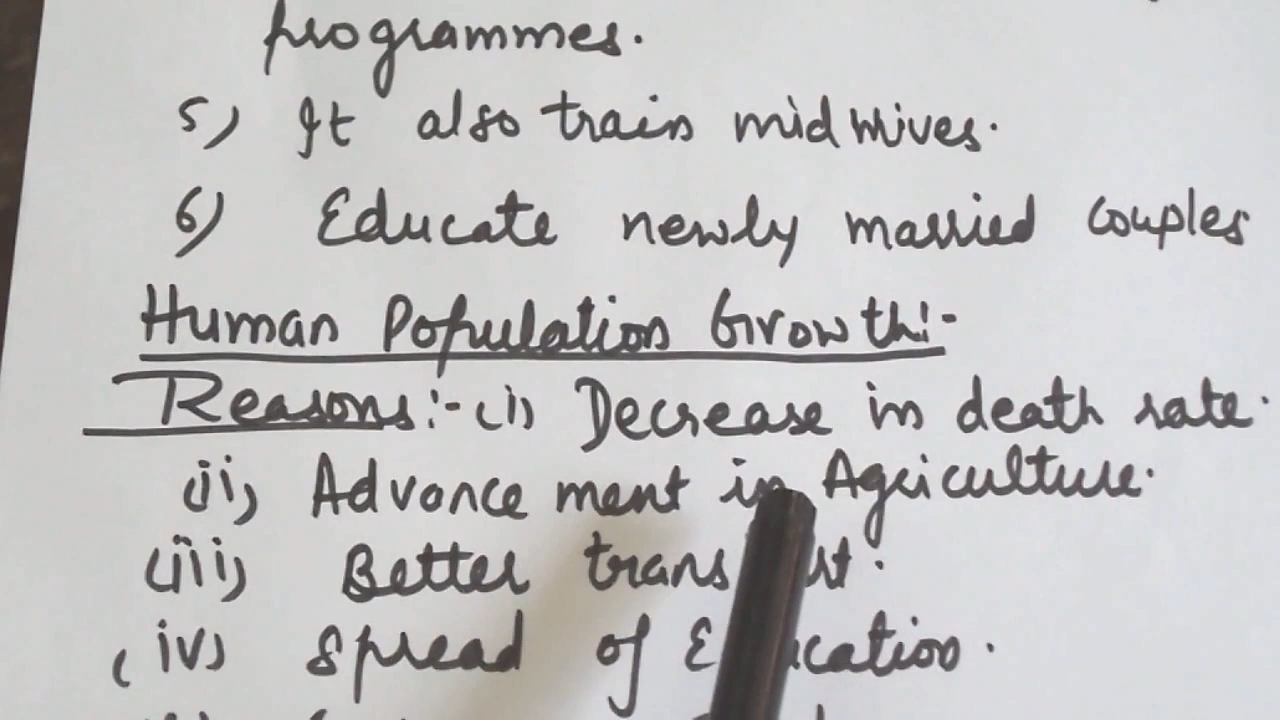 programmes.
5) It also train midwives.
6) Educate newly married couples
Human Population Growth:-
Reasons:- (i) Decrease in death rate.
(ii) Advancement in Agriculture.
(iii) Better
(iv) Spread of